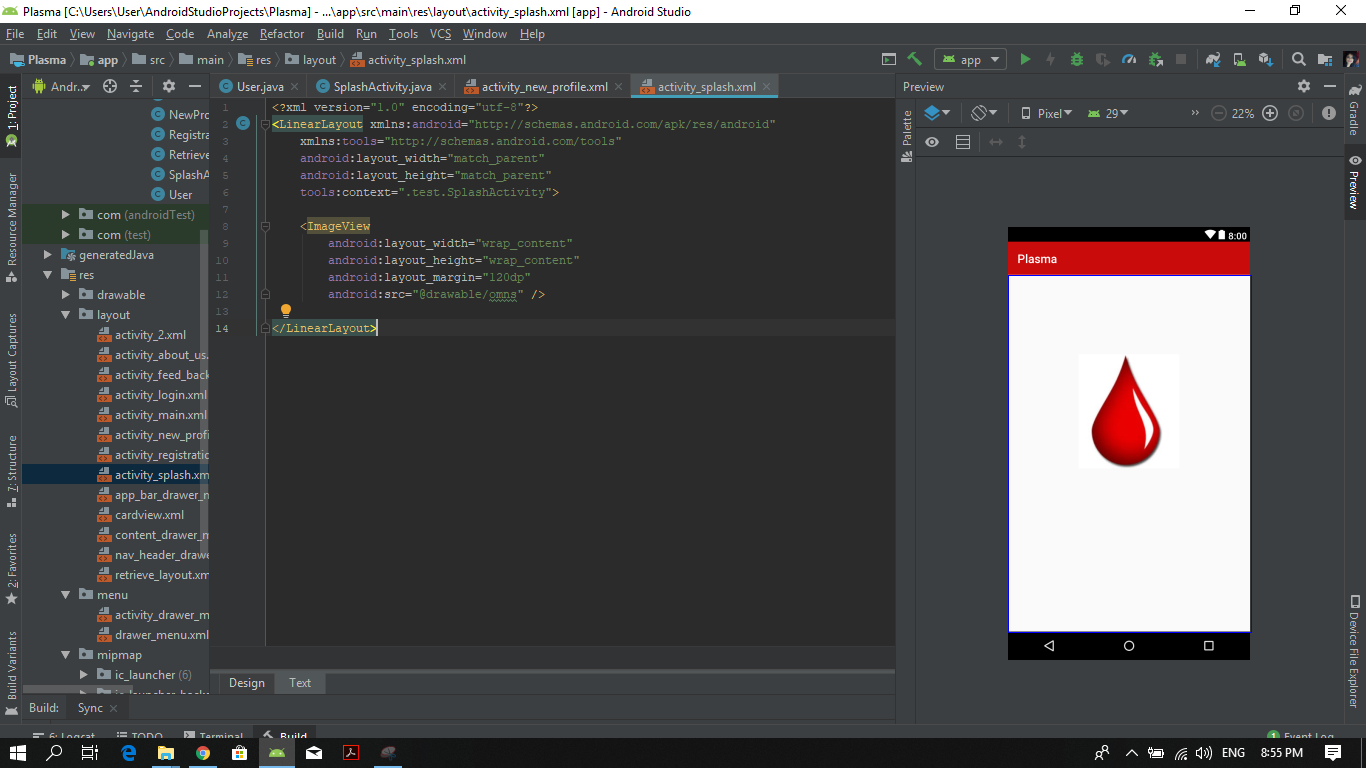 Plasma [C:\Users\User\AndroidStudioProjects\Plasma] - ...\app\src\main\res\layout\activity_splash.xml [app] - Android Studio
File Edit View Navigate Code Analyze Refactor Build Run Tools VCS Window Help
Plasma app src main res layout activity_splash.xml
app
Andr..
User.java SplashActivity.java activity_new_profile.xml activity_splash.xml
Preview
1: Project
Resource Manager
Layout Captures
7: Structure
2: Favorites
Build Variants
NewPro
Registra
Retrieve
SplashA
User
com (androidTest)
com (test)
generatedJava
res
drawable
layout
activity_2.xml
activity_about_us.
activity_feed_back
activity_login.xml
activity_main.xml
activity_new_profi
activity_registratic
activity_splash.xm
app_bar_drawer_n
cardview.xml
content_drawer_m
nav_header_drawe
retrieve_layout.xm
menu
activity_drawer_m
drawer_menu.xml
mipmap
ic_launcher (6)
1 <?xml version="1.0" encoding="utf-8"?>
2 <LinearLayout xmlns:android="http://schemas.android.com/apk/res/android"
3 xmlns:tools="http://schemas.android.com/tools"
4 android:layout_width="match_parent"
5 android:layout_height="match_parent"
6 tools:context=".test.SplashActivity">
7
8 <ImageView
9 android:layout_width="wrap_content"
10 android:layout_height="wrap_content"
11 android:layout_margin="120dp"
12 android:src="@drawable/omns" />
13
14 </LinearLayout>
Design Text
Palette
Pixel 29 22%
8:00
Plasma
Gradle
Preview
Device File Explorer
Build: Sync
6: Logcat TODO Terminal Build
1 Event Log
ENG 8:55 PM